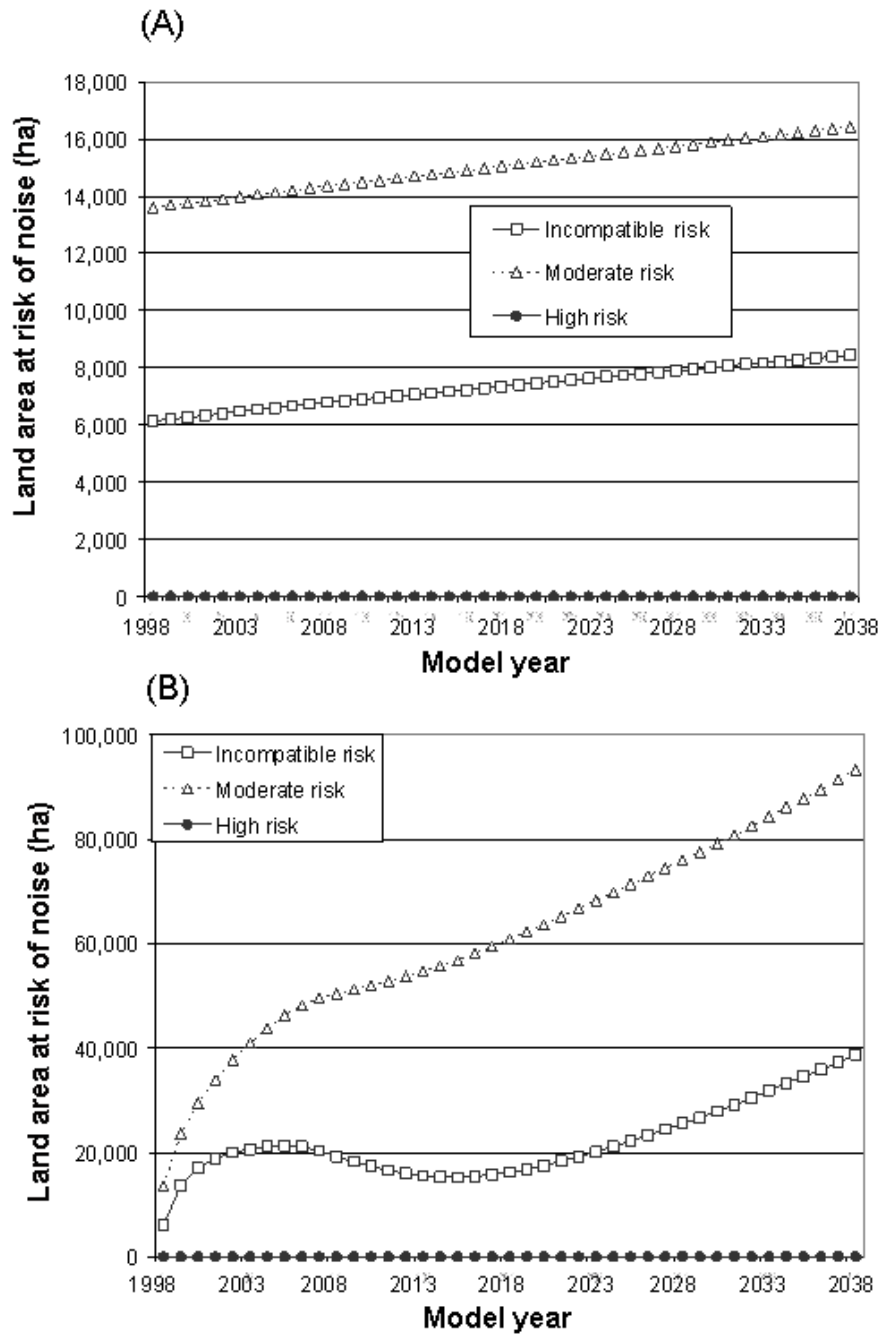 (A)
18,000
16,000
14,000
12,000
10,000
8,000
6,000
4,000
2,000
0
Land area at risk of noise (ha)
Incompatible risk
Moderate risk
High risk
1998 2003 2008 2013 2018 2023 2028 2033 2038
Model year
(B)
100,000
80,000
60,000
40,000
20,000
0
Land area at risk of noise (ha)
Incompatible risk
Moderate risk
High risk
1998 2003 2008 2013 2018 2023 2028 2033 2038
Model year